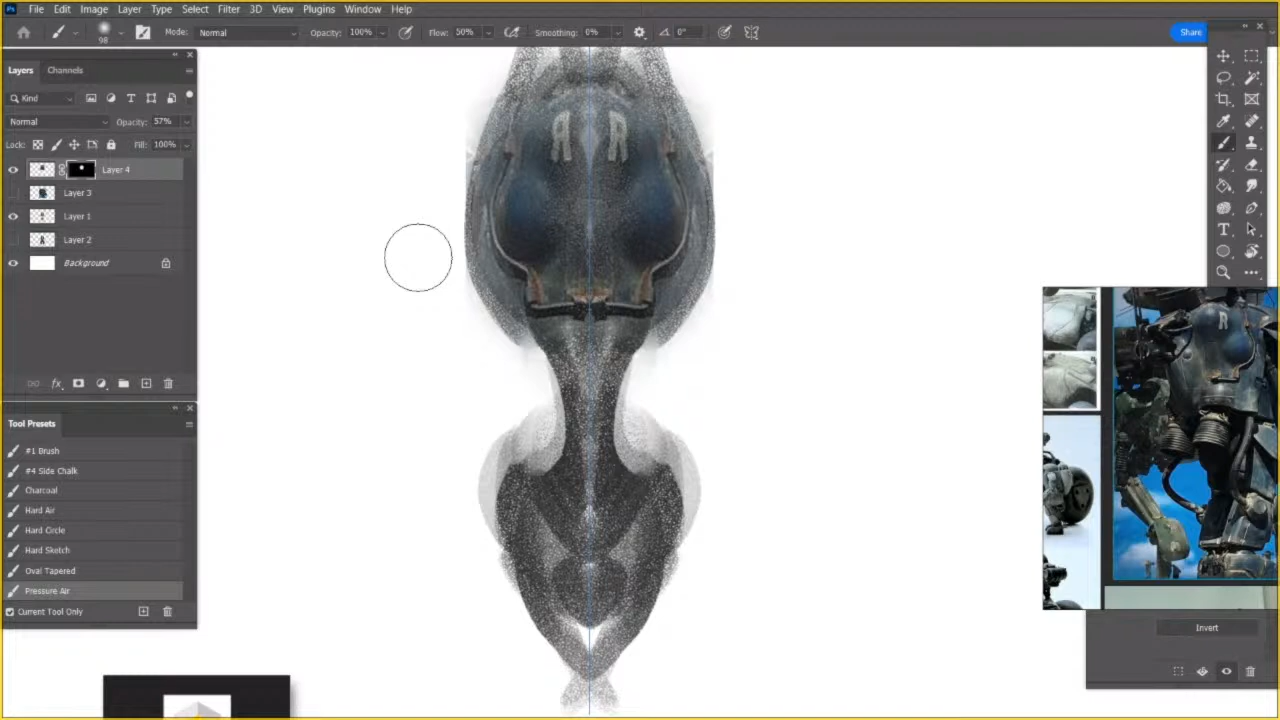 Ps File Edit Image Layer Type Select Filter 3D View Plugins Window Help
98 Mode: Normal Opacity: 100% Flow: 50% Smoothing: 0% 0° Share
Layers Channels
Kind
Normal Opacity: 57%
Lock: Fill: 100%
Layer 4
Layer 3
Layer 1
Layer 2
Background
fx
Tool Presets
#1 Brush
#4 Side Chalk
Charcoal
Hard Air
Hard Circle
Hard Sketch
Oval Tapered
Pressure Air
Current Tool Only
R
R
Invert